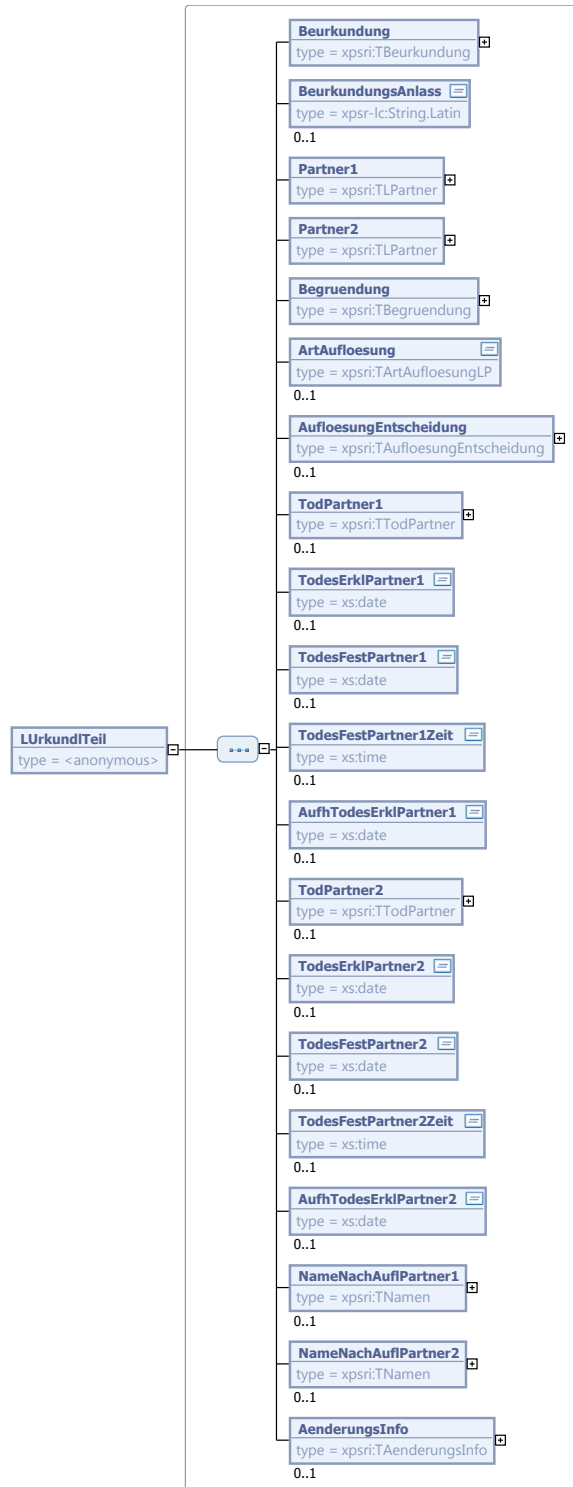 Beurkundung
type = xpsri:TBeurkundung
BeurkundungsAnlass
type = xpsr-lc:String.Latin
0..1
Partner1
type = xpsri:TLPartner
Partner2
type = xpsri:TLPartner
Begruendung
type = xpsri:TBegruendung
ArtAufloesung
type = xpsri:TArtAufloesungLP
0..1
AufloesungEntscheidung
type = xpsri:TAufloesungEntscheidung
0..1
TodPartner1
type = xpsri:TTodPartner
0..1
TodesErklPartner1
type = xs:date
0..1
TodesFestPartner1
type = xs:date
0..1
LUrkundlTeil
type = <anonymous>
TodesFestPartner1Zeit
type = xs:time
0..1
AufhTodesErklPartner1
type = xs:date
0..1
TodPartner2
type = xpsri:TTodPartner
0..1
TodesErklPartner2
type = xs:date
0..1
TodesFestPartner2
type = xs:date
0..1
TodesFestPartner2Zeit
type = xs:time
0..1
AufhTodesErklPartner2
type = xs:date
0..1
NameNachAuflPartner1
type = xpsri:TNamen
0..1
NameNachAuflPartner2
type = xpsri:TNamen
0..1
AenderungsInfo
type = xpsri:TAenderungsInfo
0..1